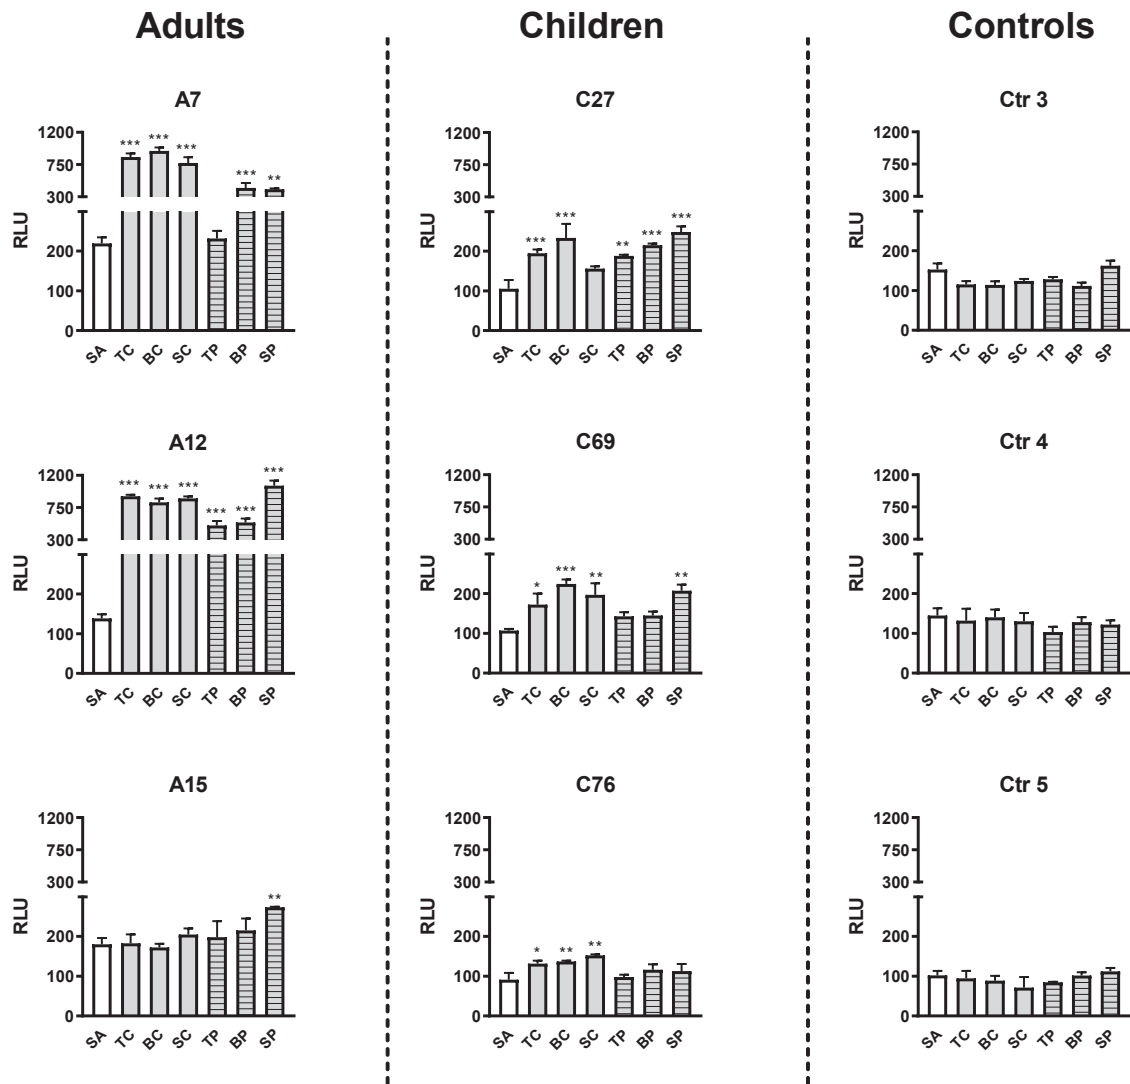 Adults Children Controls
A7 C27 Ctr 3
1200 1200 1200
*** *** *** *** **
750 750 750
300 300 300
*** *** ** *** ***
RLU RLU RLU
200 200 200
100 100 100
0 0 0
SA TC BC SC TP BP SP SA TC BC SC TP BP SP SA TC BC SC TP BP SP
A12 C69 Ctr 4
1200 1200 1200
*** *** *** *** *** ***
750 750 750
300 300 300
* *** ** **
RLU RLU RLU
200 200 200
100 100 100
0 0 0
SA TC BC SC TP BP SP SA TC BC SC TP BP SP SA TC BC SC TP BP SP
A15 C76 Ctr 5
1200 1200 1200
750 750 750
300 300 300
** * ** **
RLU RLU RLU
200 200 200
100 100 100
0 0 0
SA TC BC SC TP BP SP SA TC BC SC TP BP SP SA TC BC SC TP BP SP